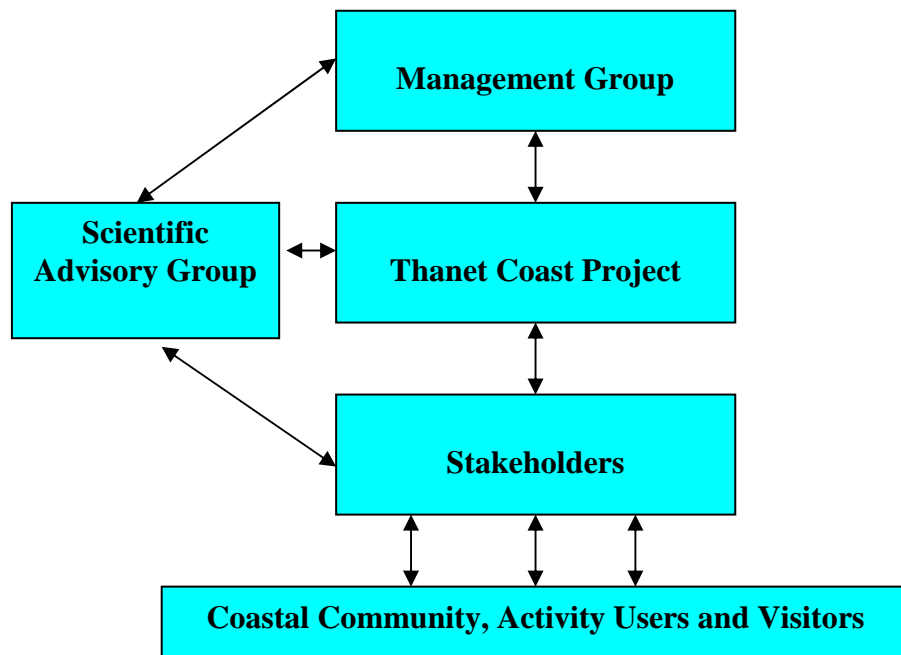 Management Group
Scientific
Advisory Group
Thanet Coast Project
Stakeholders
Coastal Community, Activity Users and Visitors